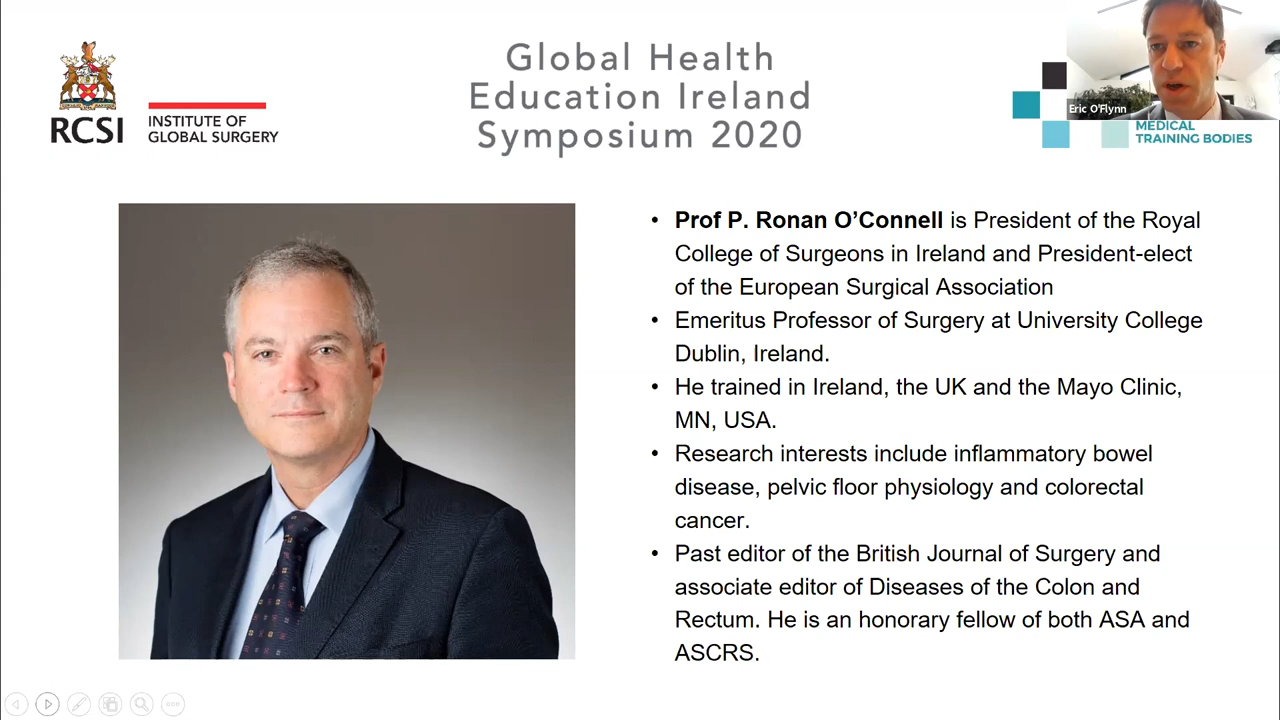 Global Health
Education Ireland
Symposium 2020
RCSI
INSTITUTE OF
GLOBAL SURGERY
Eric O'Flynn
MEDICAL
TRAINING BODIES
• Prof P. Ronan O’Connell is President of the Royal
College of Surgeons in Ireland and President-elect
of the European Surgical Association
• Emeritus Professor of Surgery at University College
Dublin, Ireland.
• He trained in Ireland, the UK and the Mayo Clinic,
MN, USA.
• Research interests include inflammatory bowel
disease, pelvic floor physiology and colorectal
cancer.
• Past editor of the British Journal of Surgery and
associate editor of Diseases of the Colon and
Rectum. He is an honorary fellow of both ASA and
ASCRS.